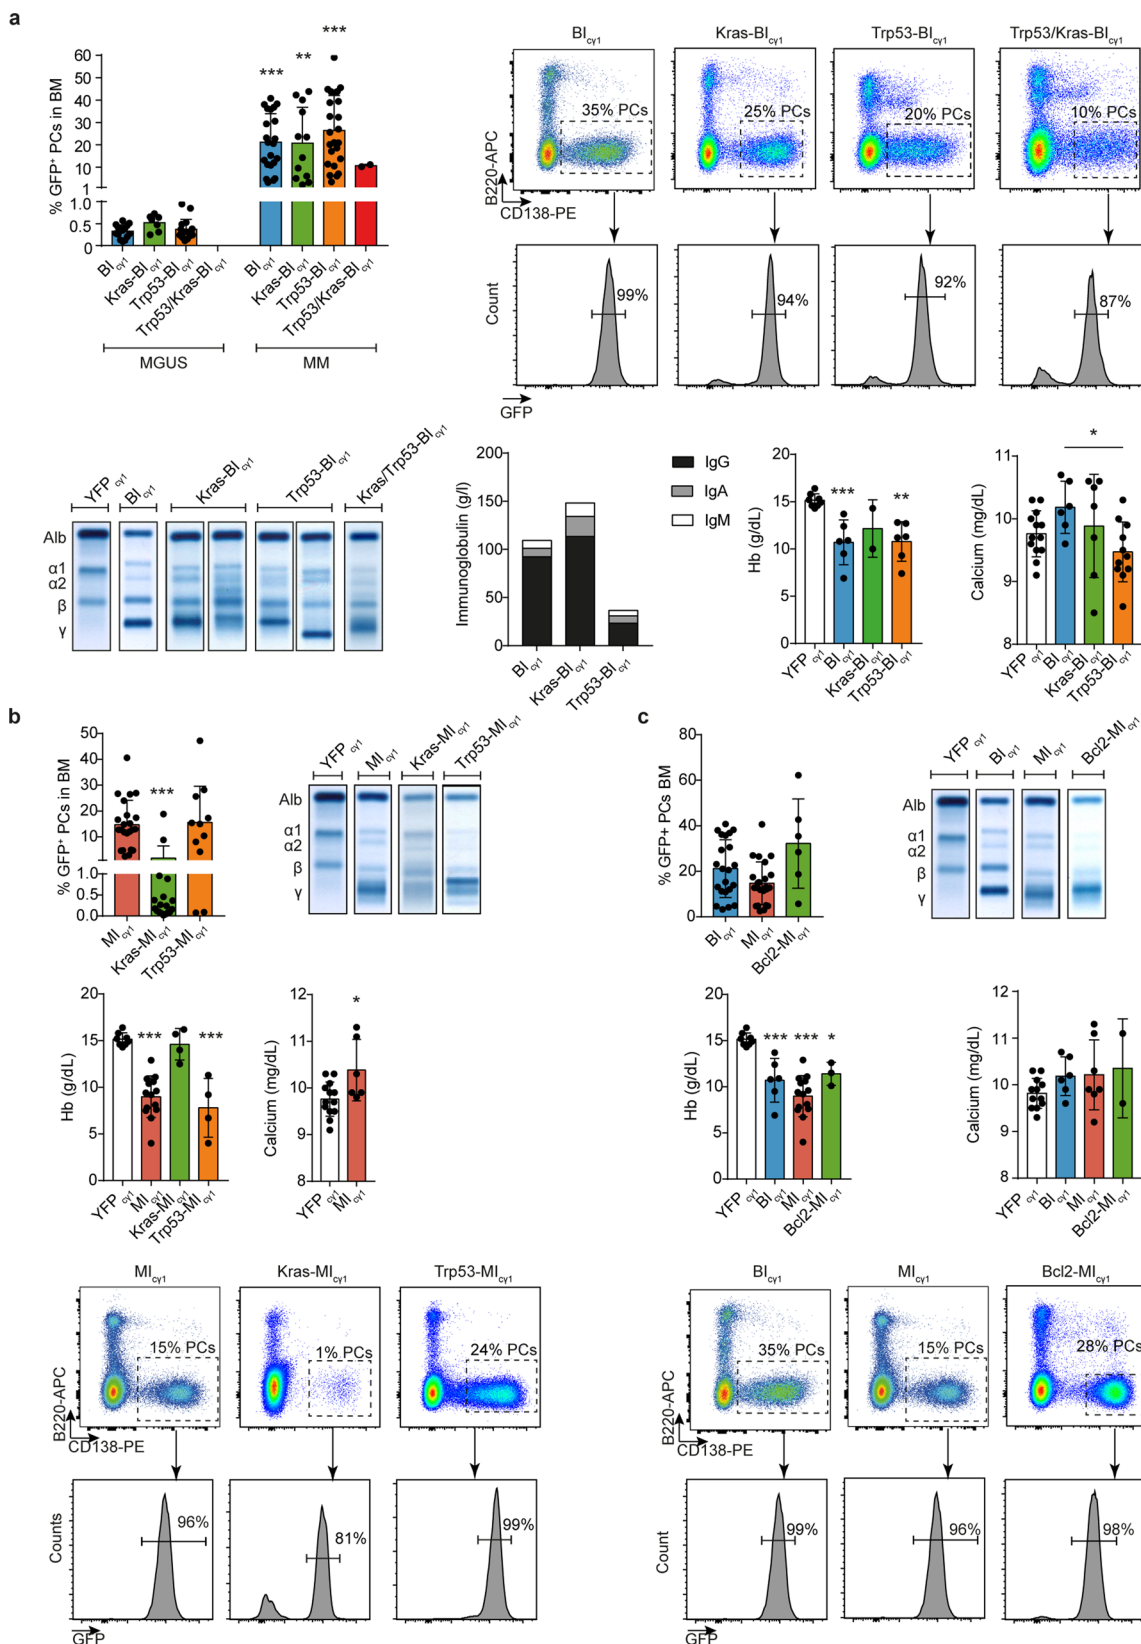 a
% GFP⁺ PCs in BM
60
50
40
30
20
10
1
1.0
0.5
0
***
**
***
BIcγ1
Kras-BIcγ1
Trp53-BIcγ1
Trp53/Kras-BIcγ1
BIcγ1
Kras-BIcγ1
Trp53-BIcγ1
Trp53/Kras-BIcγ1
MGUS
MM
BIcγ1
Kras-BIcγ1
Trp53-BIcγ1
Trp53/Kras-BIcγ1
35% PCs
25% PCs
20% PCs
10% PCs
B220-APC
CD138-PE
Count
99%
94%
92%
87%
GFP
YFPcγ1
BIcγ1
Kras-BIcγ1
Trp53-BIcγ1
Kras/Trp53-BIcγ1
Alb
α1
α2
β
γ
Immunoglobulin (g/l)
200
150
100
50
0
BIcγ1
Kras-BIcγ1
Trp53-BIcγ1
IgG
IgA
IgM
Hb (g/dL)
20
15
10
5
0
***
**
YFPcγ1
BIcγ1
Kras-BIcγ1
Trp53-BIcγ1
Calcium (mg/dL)
11
10
9
8
*
YFPcγ1
BIcγ1
Kras-BIcγ1
Trp53-BIcγ1
b
% GFP⁺ PCs in BM
50
40
30
20
10
1.0
0.5
0.0
***
MIcγ1
Kras-MIcγ1
Trp53-MIcγ1
YFPcγ1
MIcγ1
Kras-MIcγ1
Trp53-MIcγ1
Alb
α1
α2
β
γ
Hb (g/dL)
20
15
10
5
0
***
***
YFPcγ1
MIcγ1
Kras-MIcγ1
Trp53-MIcγ1
Calcium (mg/dL)
12
11
10
9
8
*
YFPcγ1
MIcγ1
MIcγ1
Kras-MIcγ1
Trp53-MIcγ1
15% PCs
1% PCs
24% PCs
B220-APC
CD138-PE
Counts
96%
81%
99%
GFP
c
% GFP+ PCs BM
80
60
40
20
0
BIcγ1
MIcγ1
Bcl2-MIcγ1
YFPcγ1
BIcγ1
MIcγ1
Bcl2-MIcγ1
Alb
α1
α2
β
γ
Hb (g/dL)
20
15
10
5
0
***
***
*
YFPcγ1
BIcγ1
MIcγ1
Bcl2-MIcγ1
Calcium (mg/dL)
12
11
10
9
8
YFPcγ1
BIcγ1
MIcγ1
Bcl2-MIcγ1
BIcγ1
MIcγ1
Bcl2-MIcγ1
35% PCs
15% PCs
28% PCs
B220-APC
CD138-PE
Count
99%
96%
98%
GFP